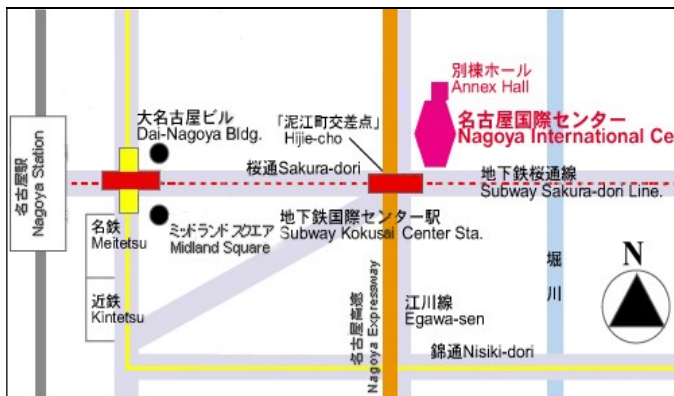 別棟ホール
Annex Hall
名古屋国際センター
Nagoya International Ce
大名古屋ビル
Dai-Nagoya Bldg.
「泥江町交差点」
Hijie-cho
名古屋駅
Nagoya Station
桜通Sakura-dori
地下鉄桜通線
Subway Sakura-don Line.
名鉄
Meitetsu
ミッドランド スクエア
Midland Square
地下鉄国際センター駅
Subway Kokusai Center Sta.
堀川
N
近鉄
Kintetsu
名古屋高速
Nagoya Expressway
江川線
Egawa-sen
錦通Nisiki-dori